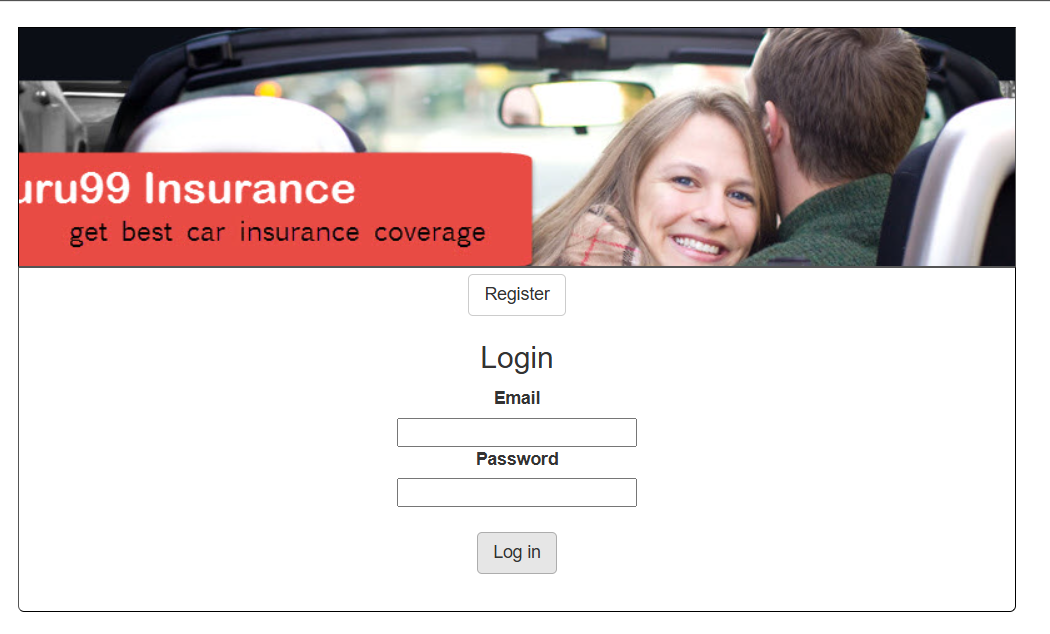 uru99 Insurance
get best car insurance coverage
Register
Login
Email
Password
Log in